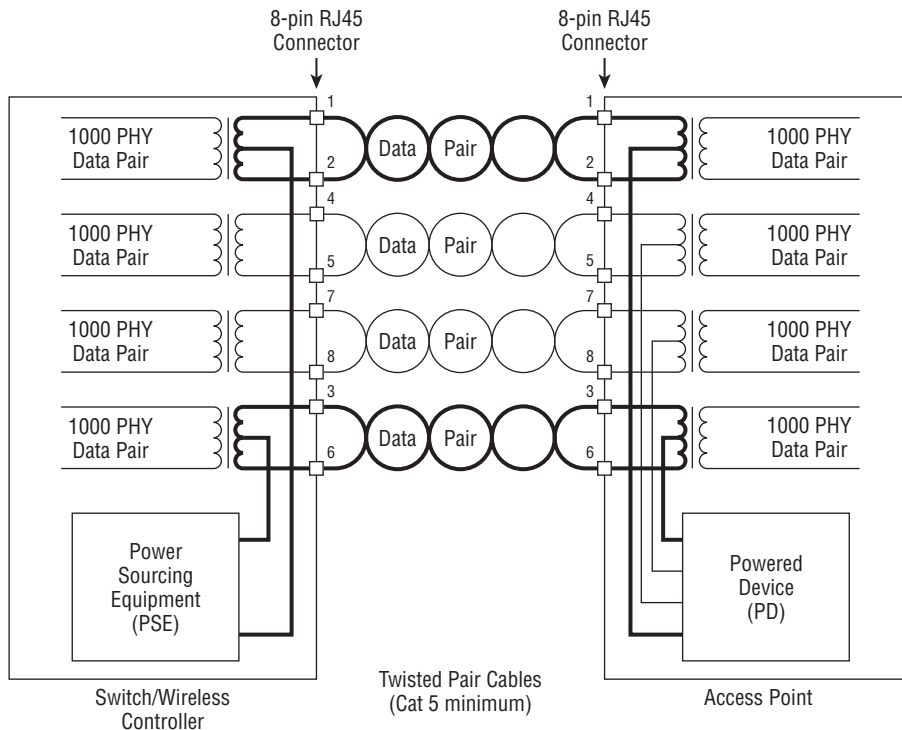 8-pin RJ45
Connector
8-pin RJ45
Connector
1
1
1000 PHY
Data Pair
Data
Pair
1000 PHY
Data Pair
2
2
4
4
1000 PHY
Data Pair
Data
Pair
1000 PHY
Data Pair
5
5
7
7
1000 PHY
Data Pair
Data
Pair
1000 PHY
Data Pair
8
8
3
3
1000 PHY
Data Pair
Data
Pair
1000 PHY
Data Pair
6
6
Power
Sourcing
Equipment
(PSE)
Powered
Device
(PD)
Switch/Wireless
Controller
Twisted Pair Cables
(Cat 5 minimum)
Access Point